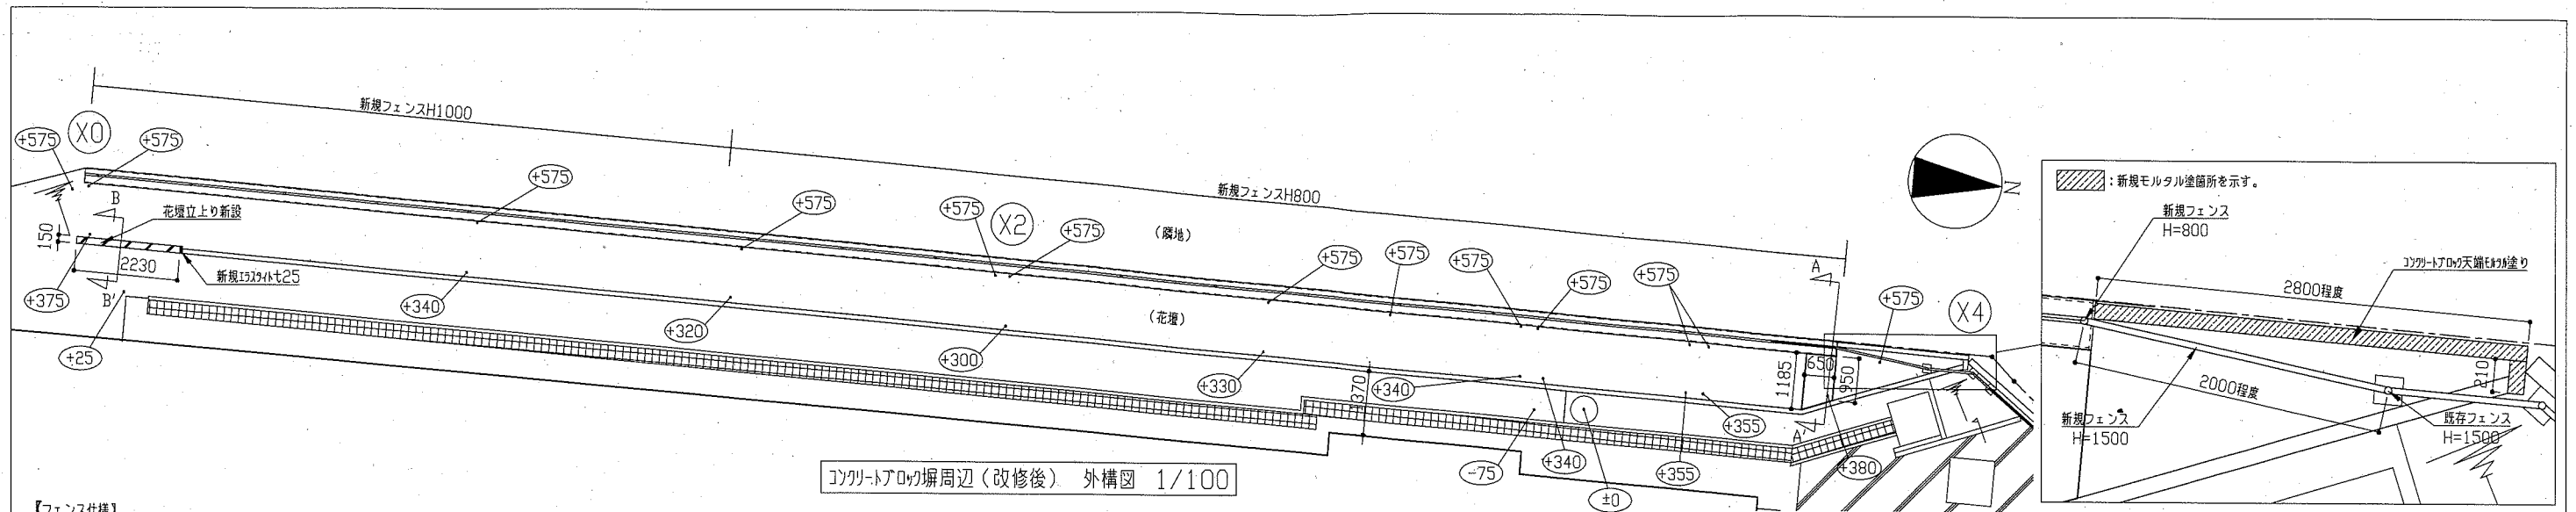 新規フェンスH1000
X0
+575
+575
B
花壇立上り新設
150
2230
新規エラスタイトt25
B'
+375
+25
+575
+340
+575
+320
+575
X2
+575
新規フェンスH800
(隣地)
(花壇)
+300
+575
+330
+575
+575
+575
+575
1370
+340
+340
-75
±0
+355
+355
A
A'
1185
650
950
+575
+380
X4
N
コンクリートブロック塀周辺(改修後) 外構図 1/100
:新規モルタル塗箇所を示す。
新規フェンス
H=800
コンクリートブロック天端モルタル塗り
2800程度
2000程度
210
新規フェンス
H=1500
既存フェンス
H=1500
【フェンス仕様】